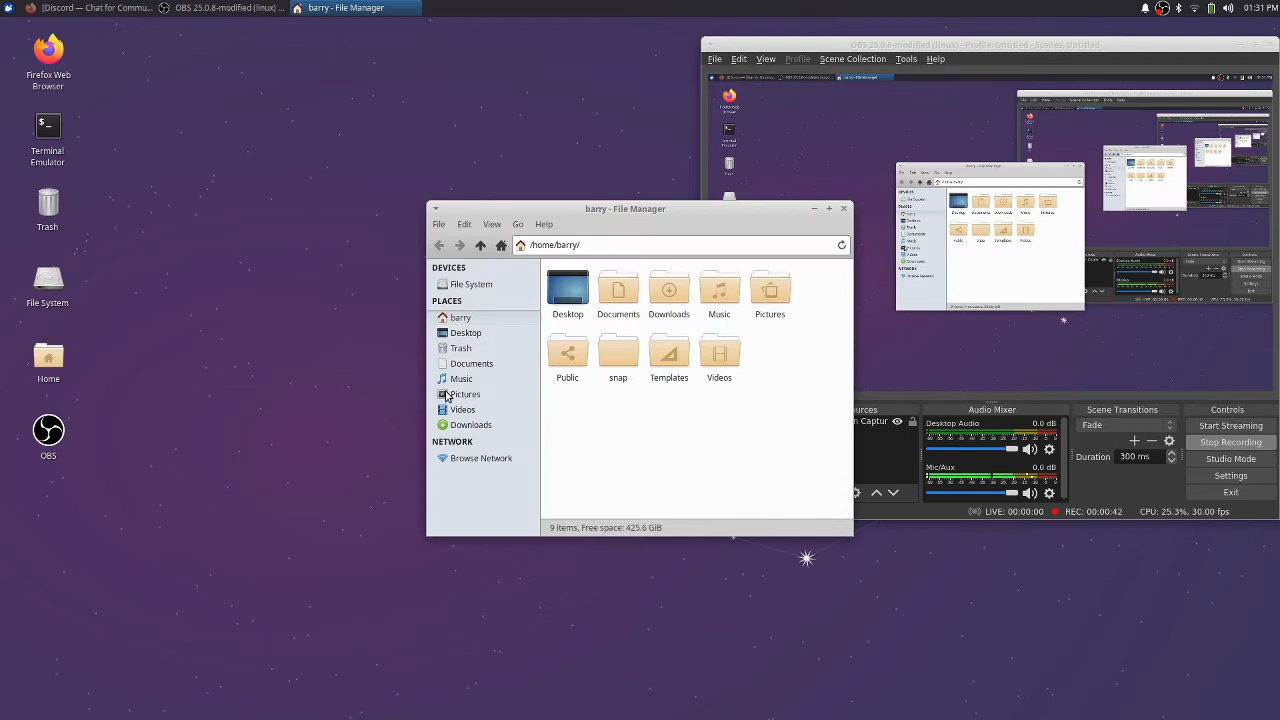 [Discord — Chat for Commu...
OBS 25.0.8-modified (linux) ...
barry - File Manager
01:31 PM
Firefox Web
Browser
Terminal
Emulator
Trash
File System
Home
OBS
OBS 25.0.8-modified (linux) - Profile: Untitled - Scenes: Untitled
File Edit View Profile Scene Collection Tools Help
barry - File Manager
File Edit View Go Help
/home/barry/
DEVICES
File System
PLACES
barry
Desktop
Trash
Documents
Music
Pictures
Videos
Downloads
NETWORK
Browse Network
Desktop Documents Downloads Music Pictures
Public snap Templates Videos
9 items, Free space: 425.6 GiB
ources
n Captur
Audio Mixer
Desktop Audio 0.0 dB
Mic/Aux 0.0 dB
Scene Transitions
Fade
Duration 300 ms
Controls
Start Streaming
Stop Recording
Studio Mode
Settings
Exit
LIVE: 00:00:00 REC: 00:00:42 CPU: 25.3%, 30.00 fps